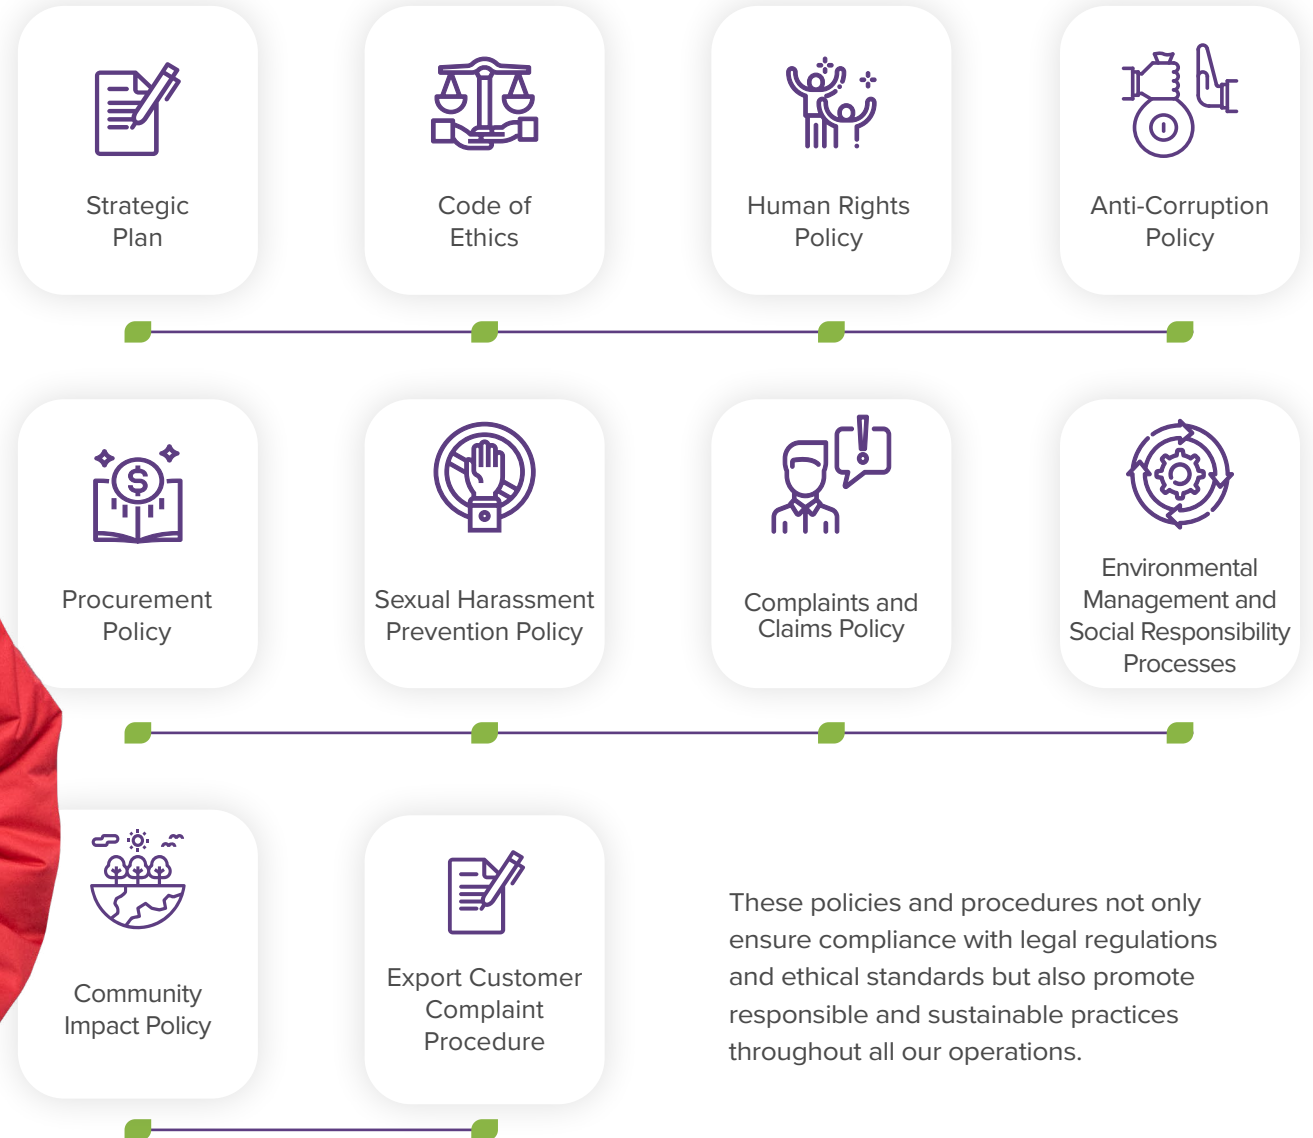 Strategic
Plan
Code of
Ethics
Human Rights
Policy
Anti-Corruption
Policy
Procurement
Policy
Sexual Harassment
Prevention Policy
Complaints and
Claims Policy
Environmental
Management and
Social Responsibility
Processes
Community
Impact Policy
Export Customer
Complaint
Procedure
These policies and procedures not only
ensure compliance with legal regulations
and ethical standards but also promote
responsible and sustainable practices
throughout all our operations.